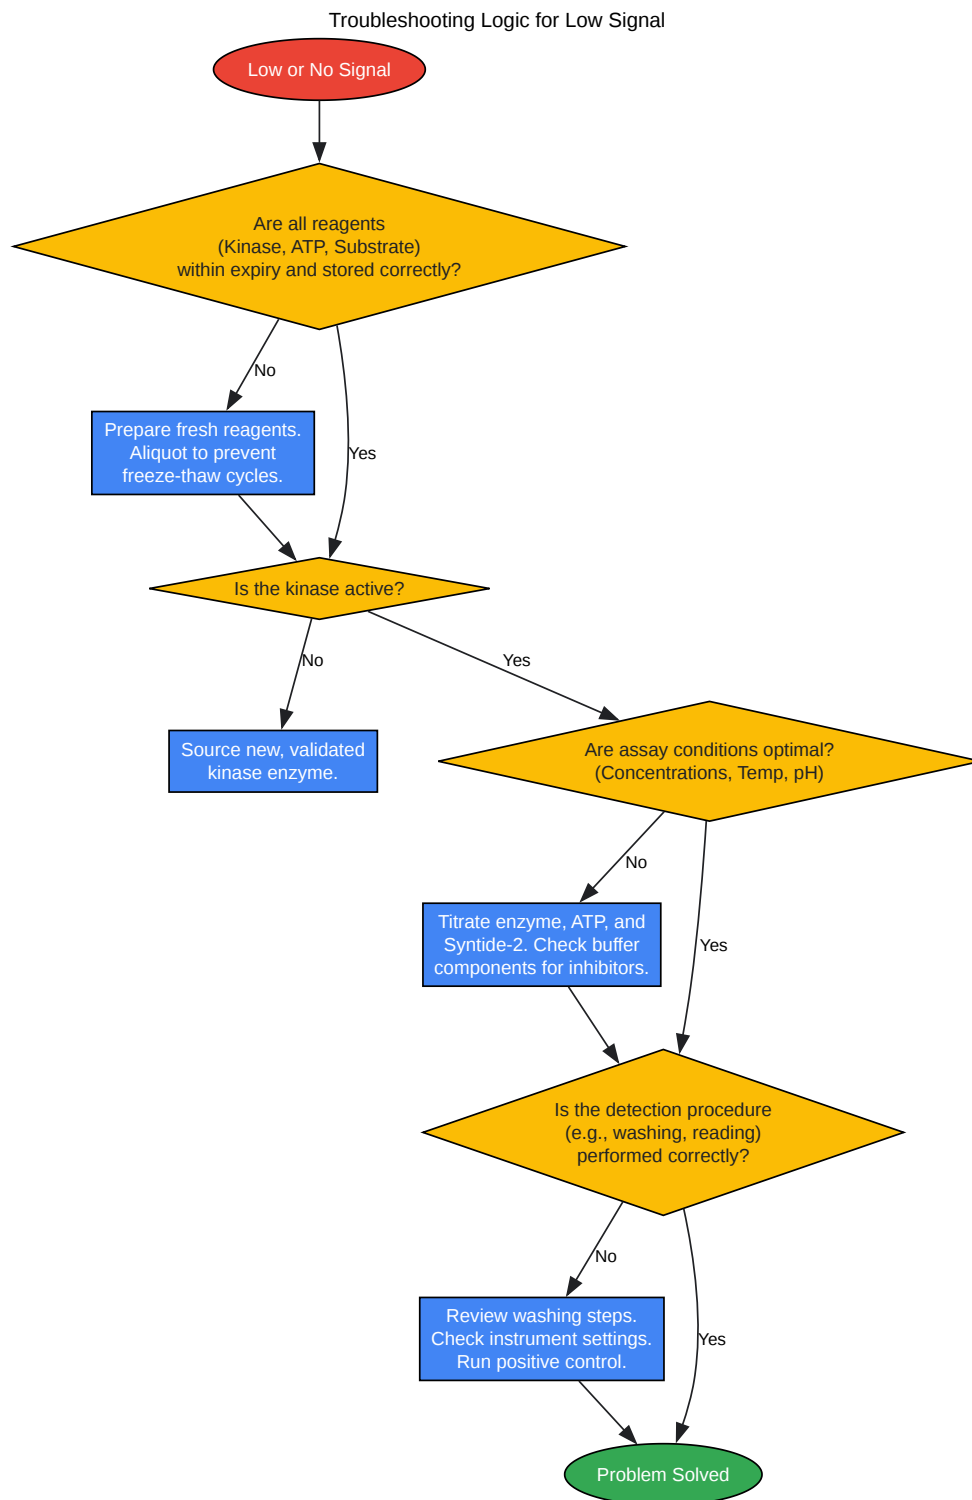 Troubleshooting Logic for Low Signal
Low or No Signal
Are all reagents
(Kinase, ATP, Substrate)
within expiry and stored correctly?
No
Yes
Prepare fresh reagents.
Aliquot to prevent
freeze-thaw cycles.
Is the kinase active?
No
Yes
Source new, validated
kinase enzyme.
Are assay conditions optimal?
(Concentrations, Temp, pH)
No
Yes
Titrate enzyme, ATP, and
Syntide-2. Check buffer
components for inhibitors.
Is the detection procedure
(e.g., washing, reading)
performed correctly?
No
Yes
Review washing steps.
Check instrument settings.
Run positive control.
Problem Solved